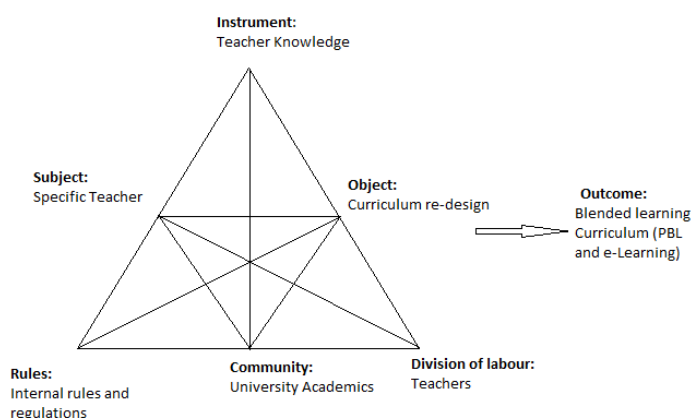 Instrument:
Teacher Knowledge
Subject:
Specific Teacher
Object:
Curriculum re-design
Outcome:
Blended learning
Curriculum (PBL
and e-Learning)
Rules:
Internal rules and
regulations
Community:
University Academics
Division of labour:
Teachers